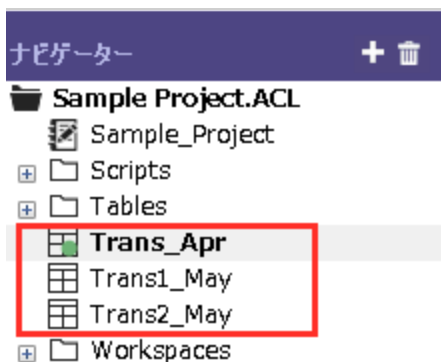 ナビゲーター
Sample Project.ACL
Sample_Project
Scripts
Tables
Trans_Apr
Trans1_May
Trans2_May
Workspaces